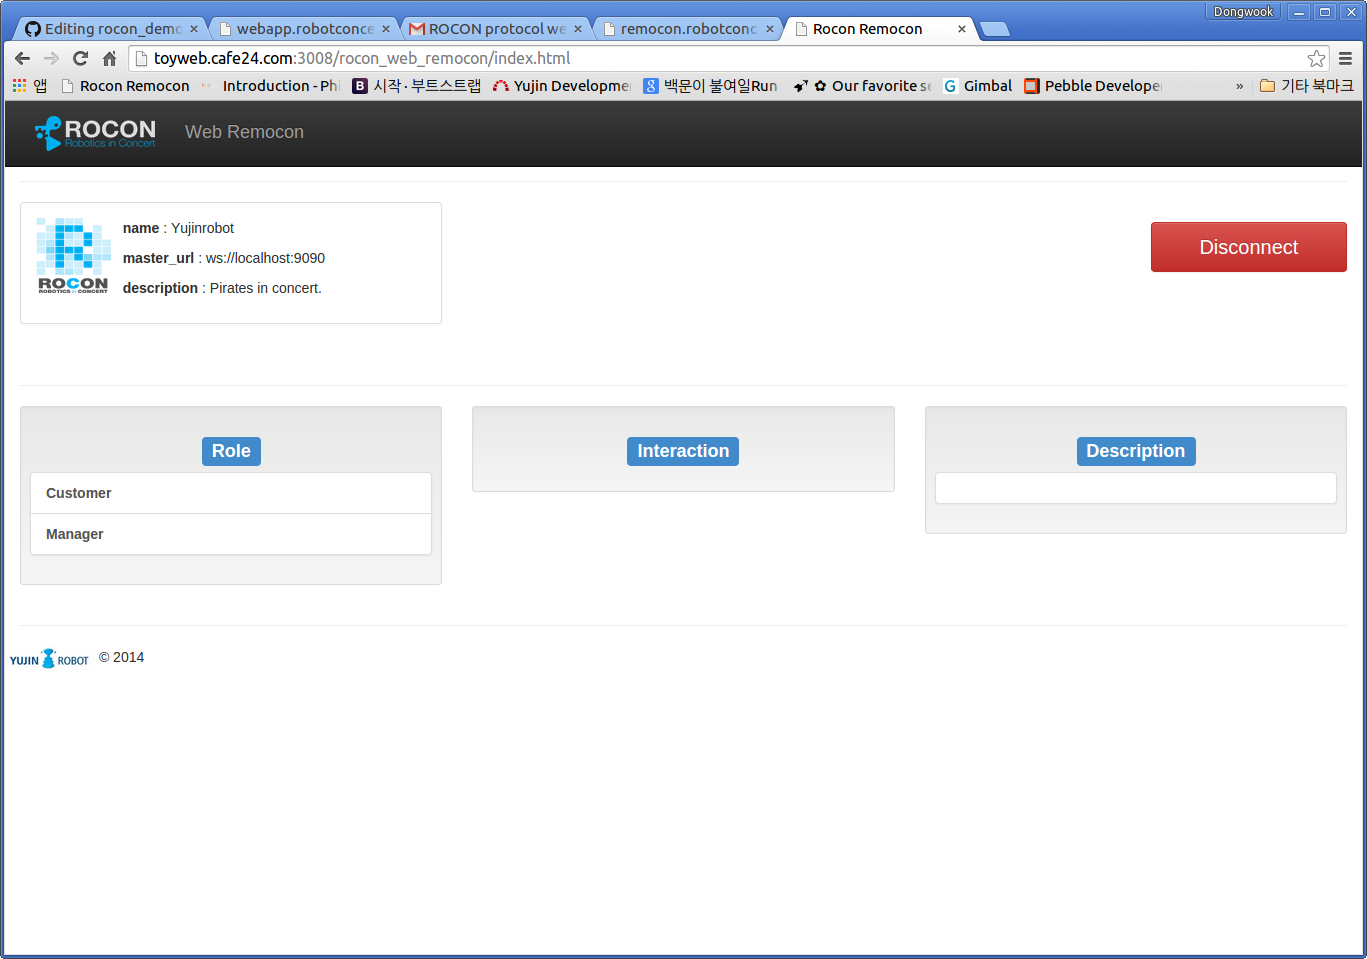 Dongwook
Editing rocon_demo
webapp.robotconce
ROCON protocol we
remocon.robotconc
Rocon Remocon
toyweb.cafe24.com:3008/rocon_web_remocon/index.html
앱
Rocon Remocon
Introduction - Phi
B 시작 · 부트스트랩
Yujin Developme
8 백문이 불여일Run
Our favorite se
G Gimbal
Pebble Develope
»
기타 북마크
ROCON
Robotics in Concert
Web Remocon
ROCON
ROBOTICS IN CONCERT
name : Yujinrobot
master_url : ws://localhost:9090
description : Pirates in concert.
Disconnect
Role
Customer
Manager
Interaction
Description
YUJIN ROBOT © 2014